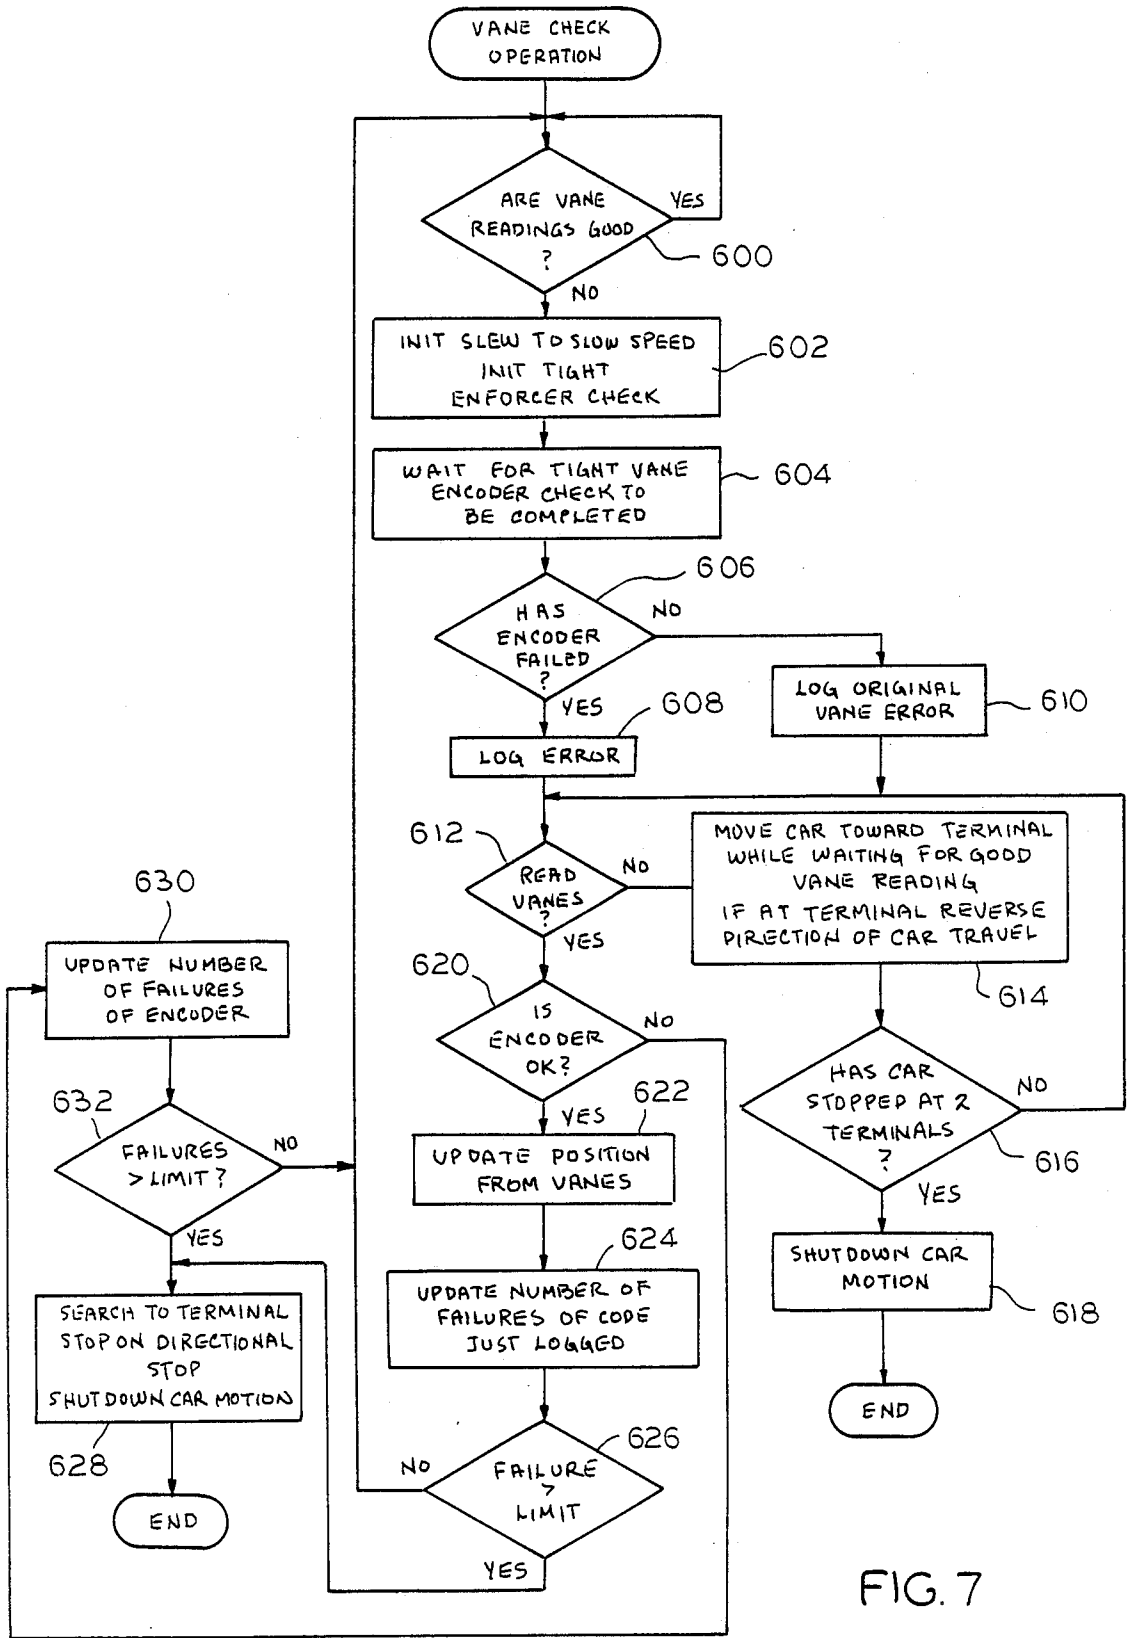 VANE CHECK
OPERATION
ARE VANE
READINGS GOOD
?
YES
600
NO
INIT SLEW TO SLOW SPEED
INIT TIGHT
ENFORCER CHECK
602
WAIT FOR TIGHT VANE
ENCODER CHECK TO
BE COMPLETED
604
606
HAS
ENCODER
FAILED
?
NO
YES
608
LOG ERROR
LOG ORIGINAL
VANE ERROR
610
612
READ
VANES
?
NO
YES
MOVE CAR TOWARD TERMINAL
WHILE WAITING FOR GOOD
VANE READING
IF AT TERMINAL REVERSE
DIRECTION OF CAR TRAVEL
614
630
UPDATE NUMBER
OF FAILURES
OF ENCODER
620
IS
ENCODER
OK?
NO
YES
HAS CAR
STOPPED AT 2
TERMINALS
?
NO
616
YES
632
FAILURES
> LIMIT?
NO
YES
622
UPDATE POSITION
FROM VANES
624
UPDATE NUMBER OF
FAILURES OF CODE
JUST LOGGED
SHUTDOWN CAR
MOTION
618
END
SEARCH TO TERMINAL
STOP ON DIRECTIONAL
STOP
SHUTDOWN CAR MOTION
628
END
626
FAILURE
>
LIMIT
NO
YES
FIG. 7